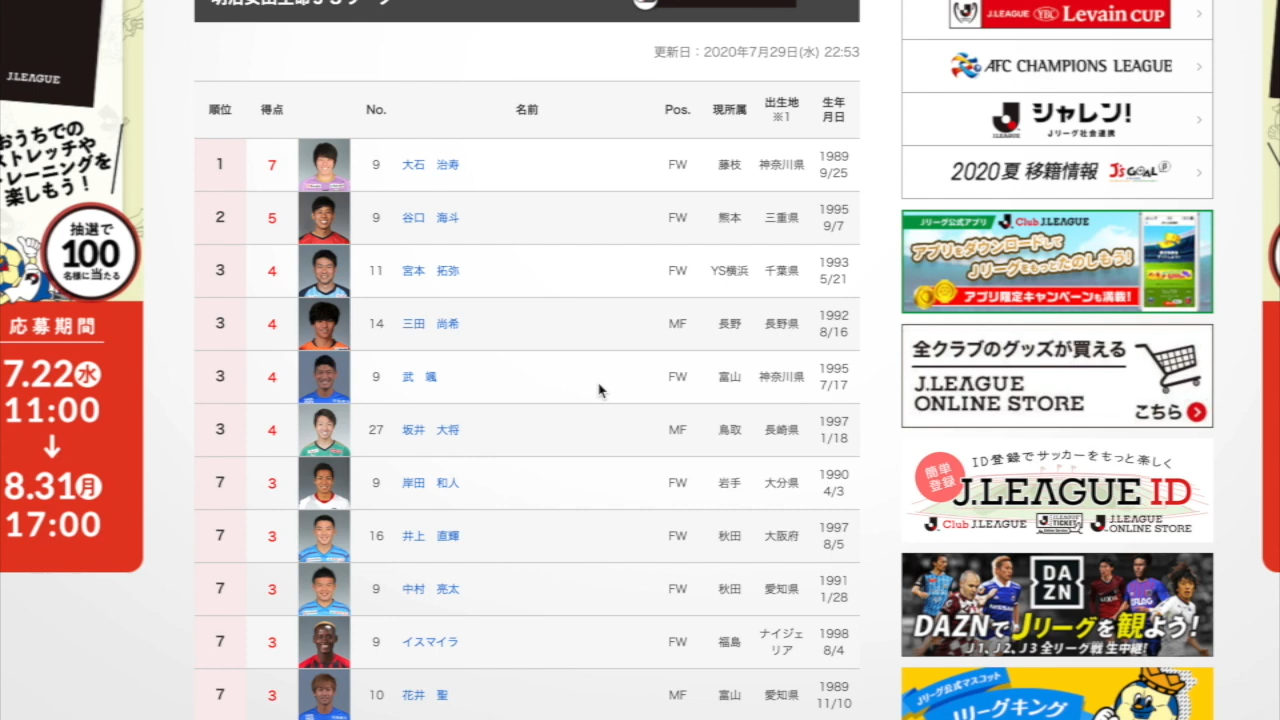 更新日：2020年7月29日(水) 22:53
順位 得点 No. 名前 Pos. 現所属 出生地※1 生年月日
1 7 9 大石 治寿 FW 藤枝 神奈川県 1989 9/25
2 5 9 谷口 海斗 FW 熊本 三重県 1995 9/7
3 4 11 宮本 拓弥 FW YS横浜 千葉県 1993 5/21
3 4 14 三田 尚希 MF 長野 長野県 1992 8/16
3 4 9 武 颯 FW 富山 神奈川県 1995 7/17
3 4 27 坂井 大将 MF 鳥取 長崎県 1997 1/18
7 3 9 岸田 和人 FW 岩手 大分県 1990 4/3
7 3 16 井上 直輝 FW 秋田 大阪府 1997 8/5
7 3 9 中村 亮太 FW 秋田 愛知県 1991 1/28
7 3 9 イスマイラ FW 福島 ナイジェリア 1998 8/4
7 3 10 花井 聖 MF 富山 愛知県 1989 11/10
J.LEAGUE
おうちでの
ストレッチや
トレーニングを
楽しもう！
抽選で
100
名様に当たる
応募期間
7.22水
11:00
↓
8.31月
17:00
J.LEAGUE YBC Levain CUP
AFC CHAMPIONS LEAGUE
シャレン!
Jリーグ社会連携
J.LEAGUE
2020夏 移籍情報 J's GOAL
Jリーグ公式アプリ Club J.LEAGUE
アプリをダウンロードして
Jリーグをもっとたのしもう!
アプリ限定キャンペーンも満載!
全クラブのグッズが買える
J.LEAGUE
ONLINE STORE
こちら
簡単
登録
ID登録でサッカーをもっと楽しく
J.LEAGUE ID
Club J.LEAGUE J.LEAGUE TICKET J.LEAGUE ONLINE STORE
DA
ZN
DAZNでJリーグを観よう!
J1、J2、J3 全リーグ戦 生中継!
Jリーグ公式マスコット
Jリーグキング